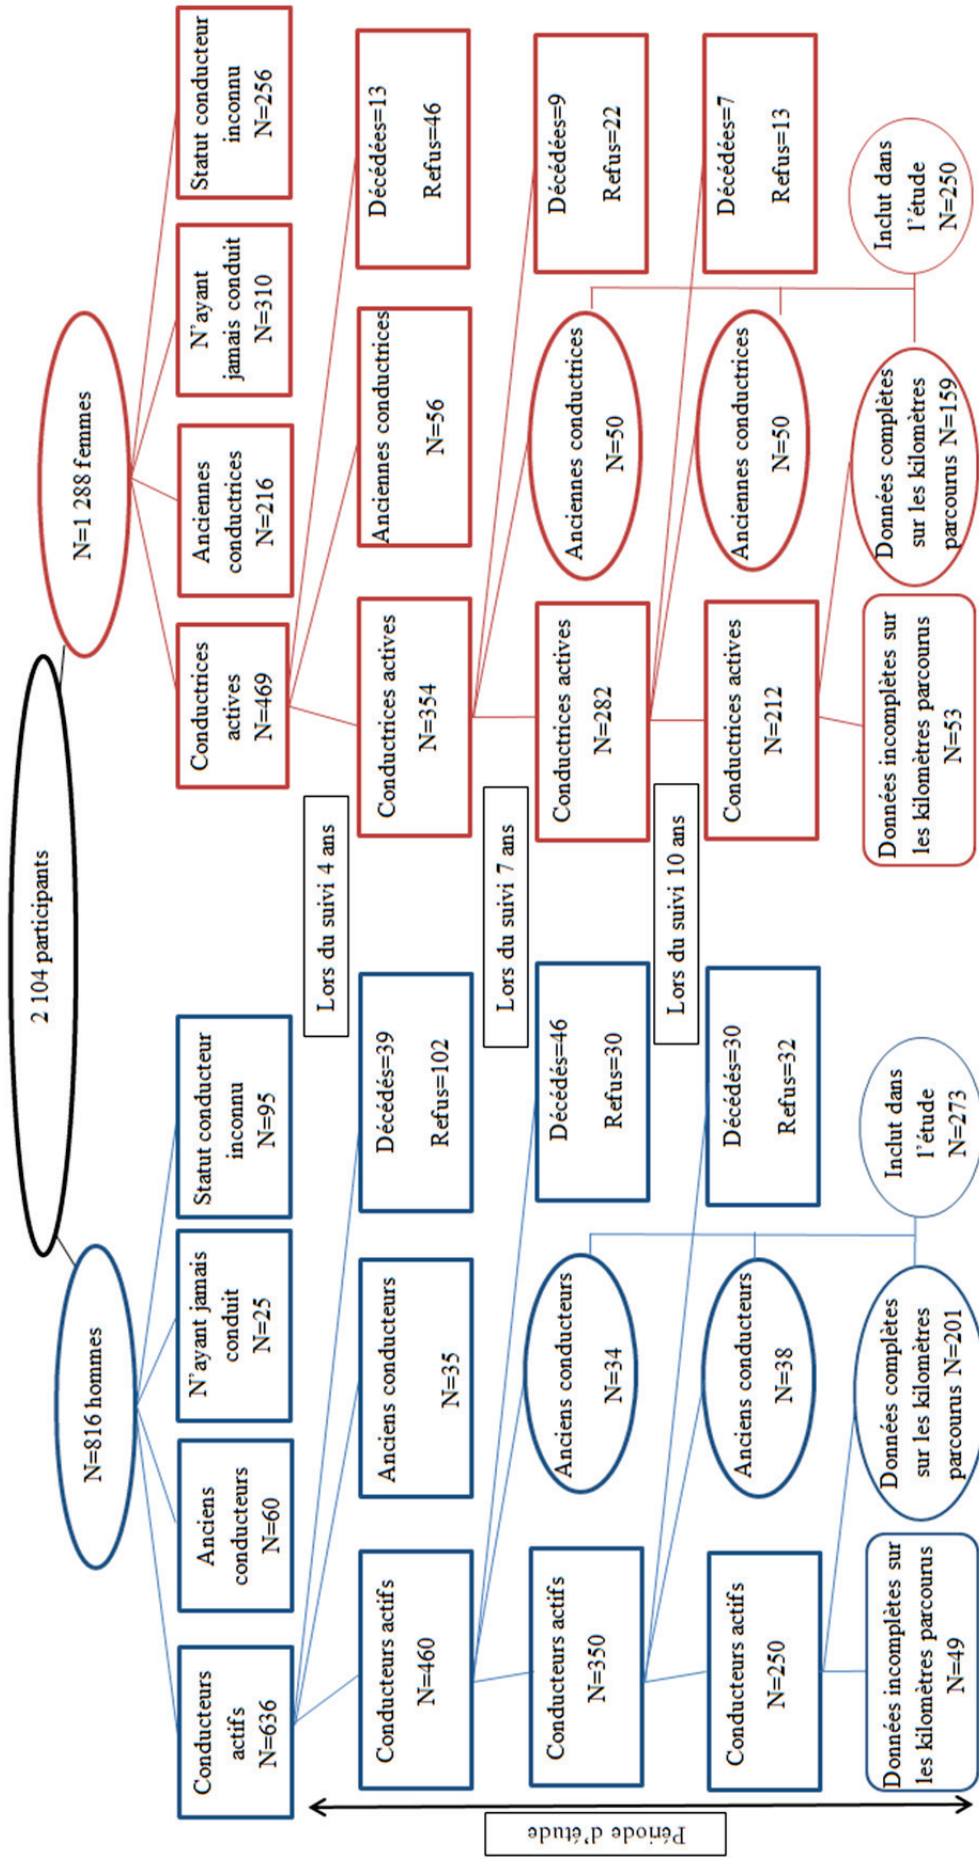 2 104 participants
N=816 hommes
N=1 288 femmes
Conducteurs
actifs
N=636
Anciens
conducteurs
N=60
N'ayant jamais
conduit
N=25
Statut conducteur
inconnu
N=95
Conductrices
actives
N=469
Anciennes
conductrices
N=216
N'ayant
jamais conduit
N=310
Statut conducteur
inconnu
N=256
Lors du suivi 4 ans
Conducteurs actifs
N=460
Anciens conducteurs
N=35
Décédés=39
Refus=102
Conductrices actives
N=354
Anciennes conductrices
N=56
Décédées=13
Refus=46
Lors du suivi 7 ans
Conducteurs actifs
N=350
Anciens conducteurs
N=34
Décédés=46
Refus=30
Conductrices actives
N=282
Anciennes conductrices
N=50
Décédées=9
Refus=22
Lors du suivi 10 ans
Conducteurs actifs
N=250
Anciens conducteurs
N=38
Décédés=30
Refus=32
Conductrices actives
N=212
Anciennes conductrices
N=50
Décédées=7
Refus=13
Données incomplètes sur
les kilomètres parcourus
N=49
Données complètes
sur les kilomètres
parcourus N=201
Inclut dans
l'étude
N=273
Données incomplètes sur
les kilomètres parcourus
N=53
Données complètes
sur les kilomètres
parcourus N=159
Inclut dans
l'étude
N=250
Période d'étude